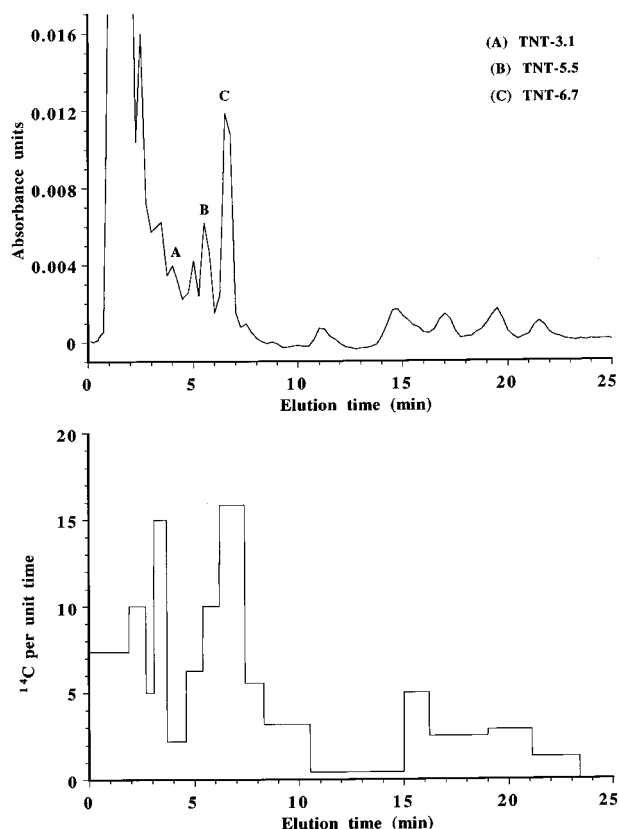 0.016
0.012
0.008
0.004
0
Absorbance units
(A) TNT-3.1
(B) TNT-5.5
(C) TNT-6.7
A
B
C
0 5 10 15 20 25
Elution time (min)
20
15
10
5
0
14C per unit time
0 5 10 15 20 25
Elution time (min)